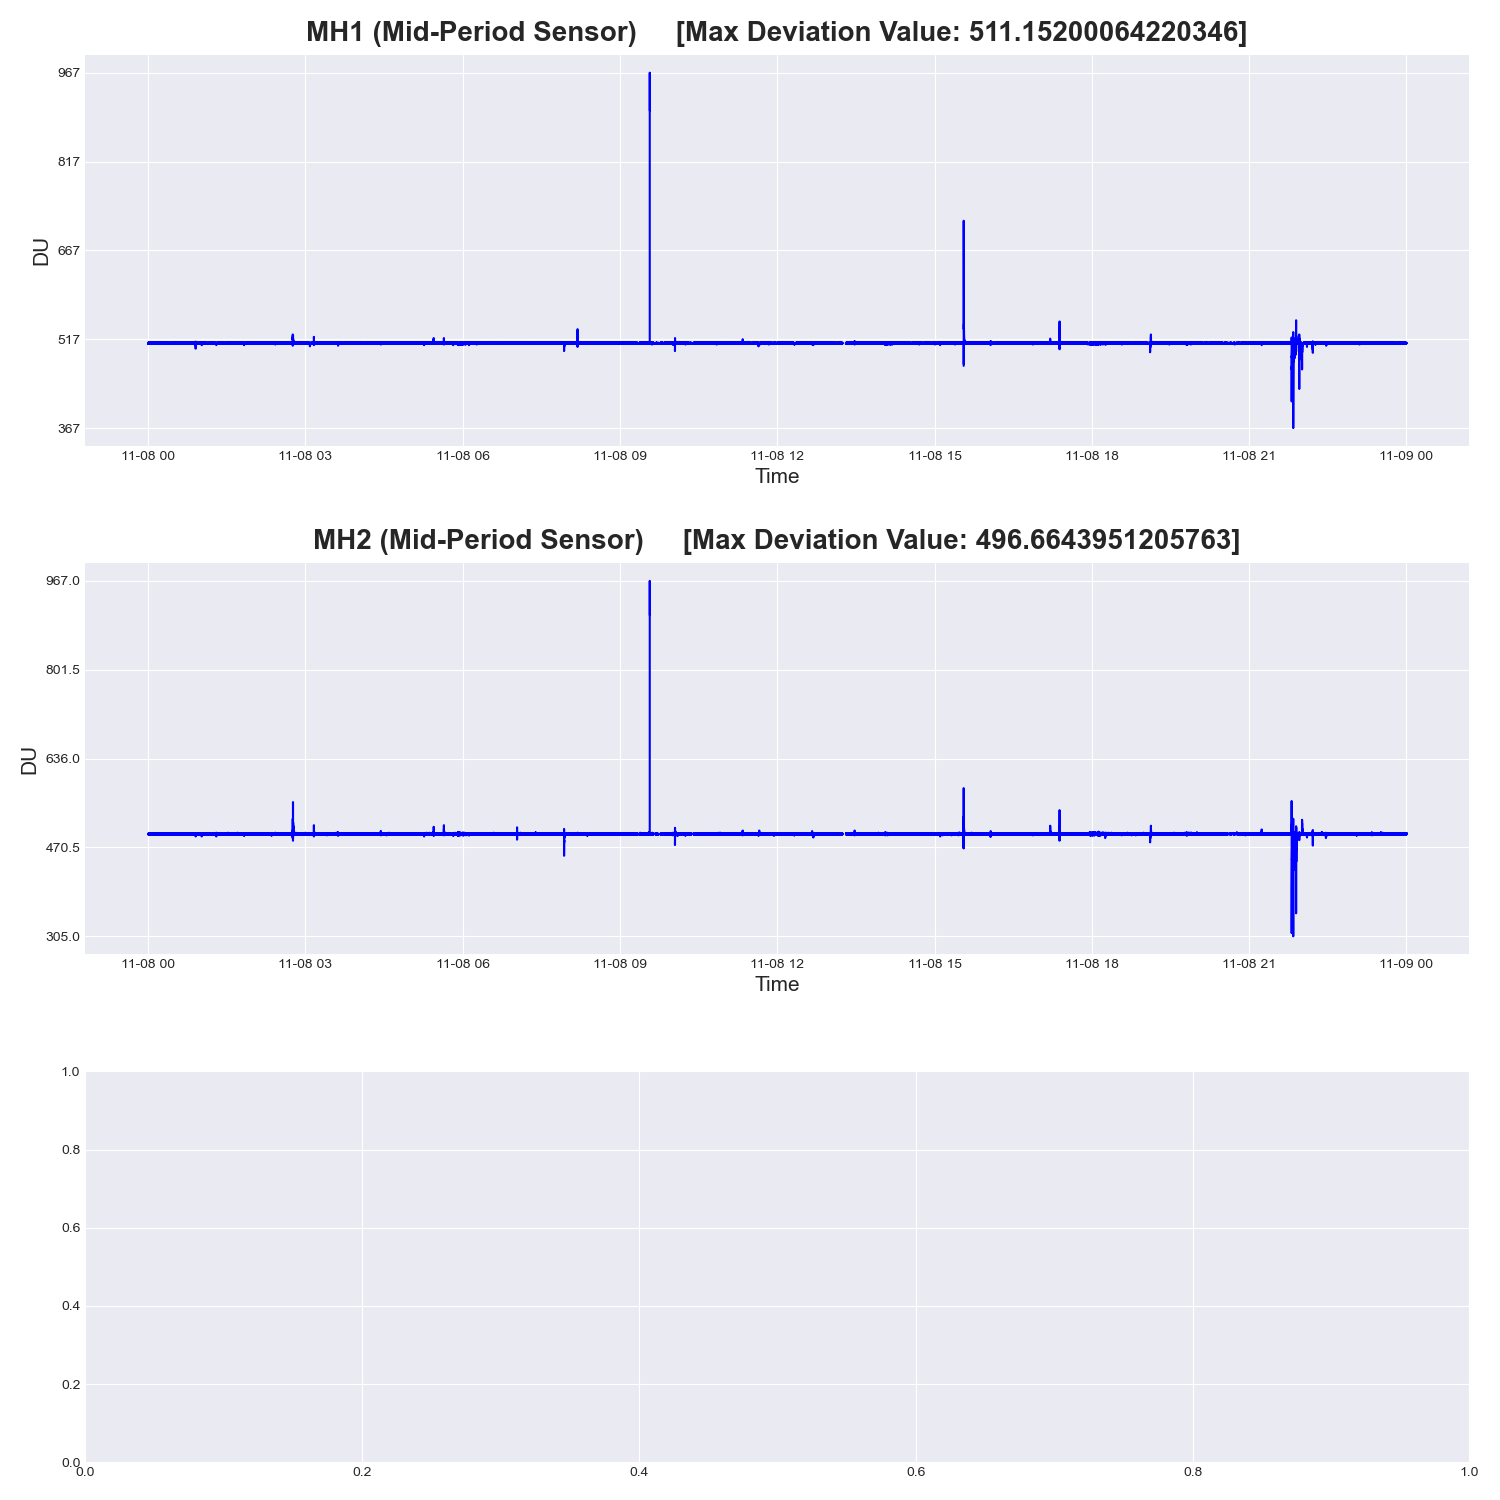 MH1 (Mid-Period Sensor) [Max Deviation Value: 511.15200064220346]
967
817
667
517
367
DU
11-08 00 11-08 03 11-08 06 11-08 09 11-08 12 11-08 15 11-08 18 11-08 21 11-09 00
Time
MH2 (Mid-Period Sensor) [Max Deviation Value: 496.6643951205763]
967.0
801.5
636.0
470.5
305.0
DU
11-08 00 11-08 03 11-08 06 11-08 09 11-08 12 11-08 15 11-08 18 11-08 21 11-09 00
Time
1.0
0.8
0.6
0.4
0.2
0.0
0.0 0.2 0.4 0.6 0.8 1.0